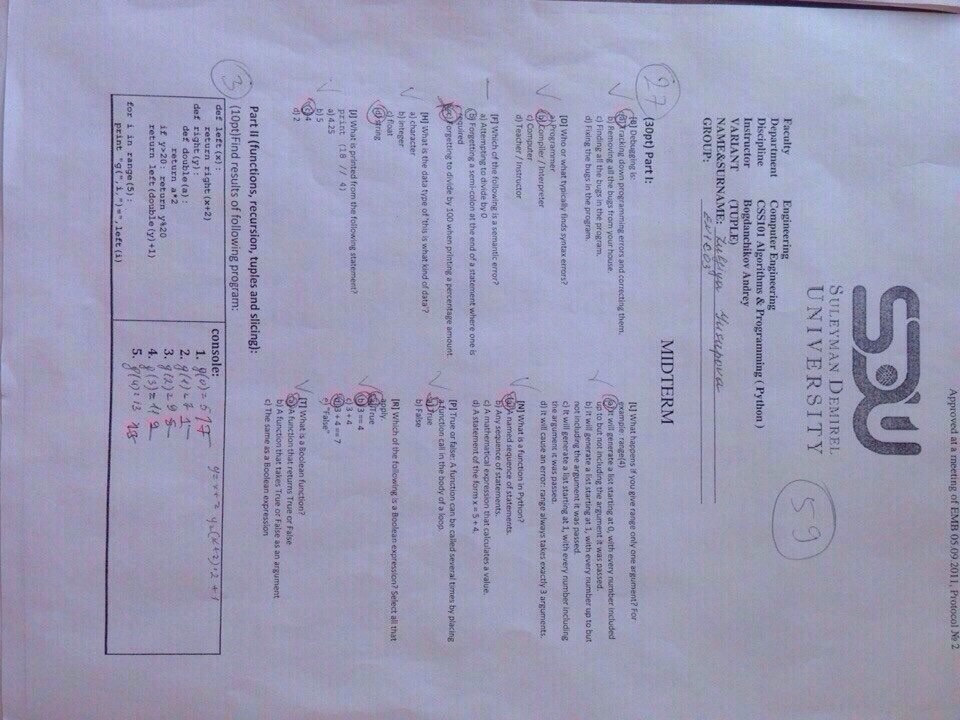 Approved at a meeting of EMB 05.09.2011, Protocol № 2
SDU
SULEYMAN DEMIREL
UNIVERSITY
59
Faculty Engineering
Department Computer Engineering
Discipline CSS101 Algorithms & Programming ( Python )
Instructor Bogdanchikov Andrey
VARIANT (TUPLE)
NAME&SURNAME: Zulfiya Yusupova
GROUP:
MIDTERM
27
(30pt) Part I:
Debugging is:
a) Tracking down programming errors and correcting them.
b) Removing all the bugs from your house.
c) Finding all the bugs in the program.
d) Fixing the bugs in the program.
[D] Who or what typically finds syntax errors?
a) Programmer
b) Compiler / Interpreter
c) Computer
d) Teacher / Instructor
[F] Which of the following is a semantic error?
a) Attempting to divide by 0
b) Forgetting a semi-colon at the end of a statement where one is
required
c) Forgetting to divide by 100 when printing a percentage amount
[H] What is the data type of 'this is what kind of data'?
a) character
b) integer
c) float
d) string
[J] What is printed from the following statement?
print (18 // 4)
a) 4.25
b) 5
c) 4
d) 2
[L] What happens if you give range only one argument? For
example: range(4)
a) It will generate a list starting at 0, with every number included
up to but not including the argument it was passed.
b) It will generate a list starting at 1, with every number up to but
not including the argument it was passed.
c) It will generate a list starting at 1, with every number including
the argument it was passed.
d) It will cause an error: range always takes exactly 3 arguments.
[N] What is a function in Python?
a) A named sequence of statements.
b) Any sequence of statements.
c) A mathematical expression that calculates a value.
d) A statement of the form x = 5 + 4.
[P] True or false: A function can be called several times by placing
a function call in the body of a loop.
a) True
b) False
[R] Which of the following is a Boolean expression? Select all that
apply.
a) True
b) 3 == 4
c) 3 + 4
d) 3 + 4 == 7
e) "False"
[T] What is a Boolean function?
a) A function that returns True or False
b) A function that takes True or False as an argument
c) The same as a Boolean expression
Part II (functions, recursion, tuples and slicing):
3
(10pt)Find results of following program:
def left(x):
return right(x+2)
def right(y):
def double(a):
return a*2
if y>20: return y%20
return left(double(y)+1)
for i in range(5):
print "g(",i,")=",left(i)
console:
1. g(0)=
2. g(1)=
3. g(2)=
4. g(3)=
5. g(4)=